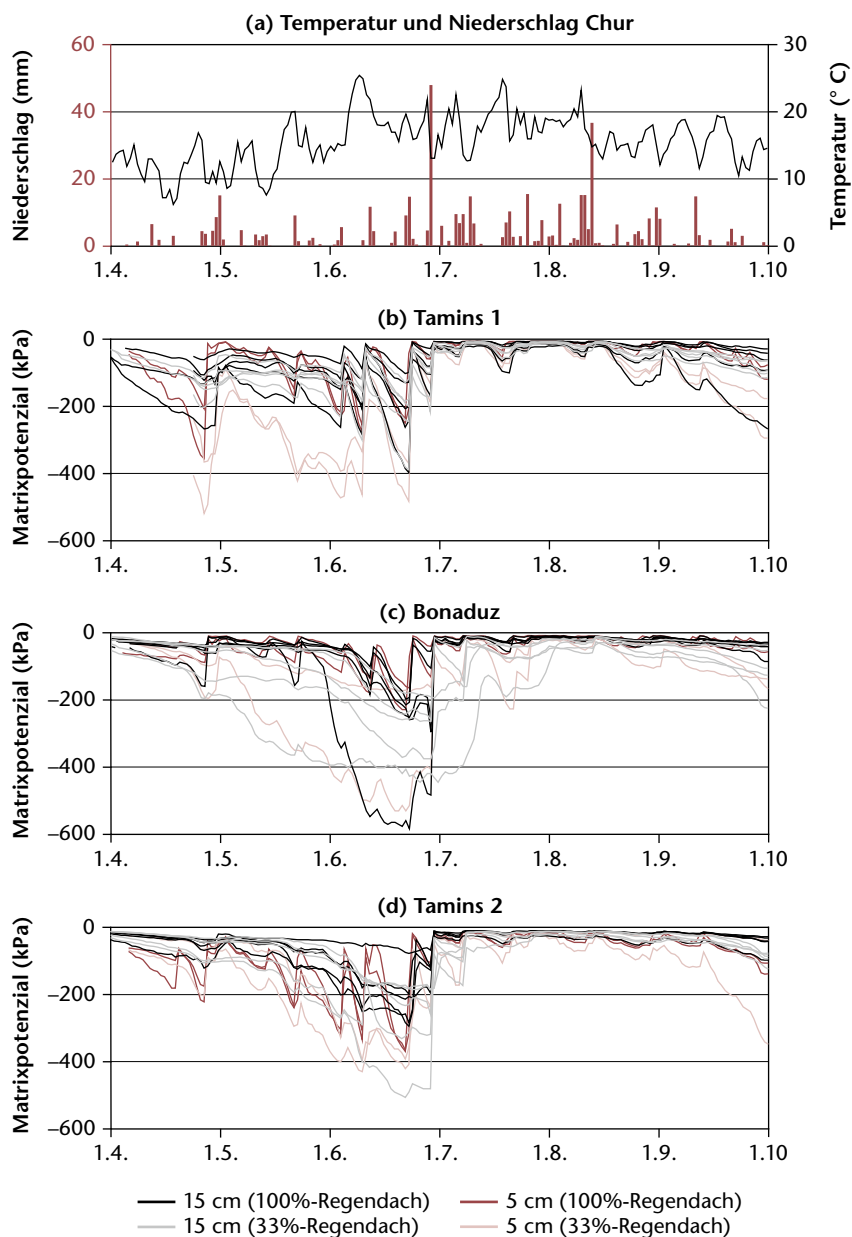 (a) Temperatur und Niederschlag Chur
Niederschlag (mm)
60
40
20
0
30
20
10
0
Temperatur (° C)
1.4. 1.5. 1.6. 1.7. 1.8. 1.9. 1.10
(b) Tamins 1
Matrixpotenzial (kPa)
0
–200
–400
–600
1.4. 1.5. 1.6. 1.7. 1.8. 1.9. 1.10
(c) Bonaduz
Matrixpotenzial (kPa)
0
–200
–400
–600
1.4. 1.5. 1.6. 1.7. 1.8. 1.9. 1.10
(d) Tamins 2
Matrixpotenzial (kPa)
0
–200
–400
–600
1.4. 1.5. 1.6. 1.7. 1.8. 1.9. 1.10
15 cm (100%-Regendach) 5 cm (100%-Regendach)
15 cm (33%-Regendach) 5 cm (33%-Regendach)